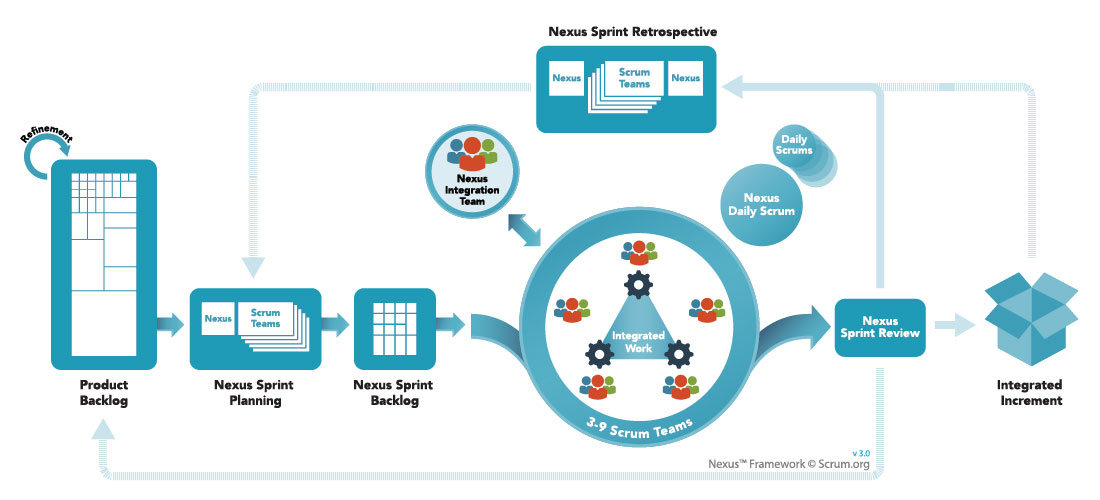 Nexus Sprint Retrospective
Nexus
Scrum
Teams
Nexus
Refinement
Daily
Scrums
Nexus
Integration
Team
Nexus
Daily Scrum
Nexus
Scrum
Teams
Integrated
Work
Nexus
Sprint Review
Product
Backlog
Nexus Sprint
Planning
Nexus Sprint
Backlog
3-9 Scrum Teams
Integrated
Increment
v 3.0
Nexus™ Framework © Scrum.org